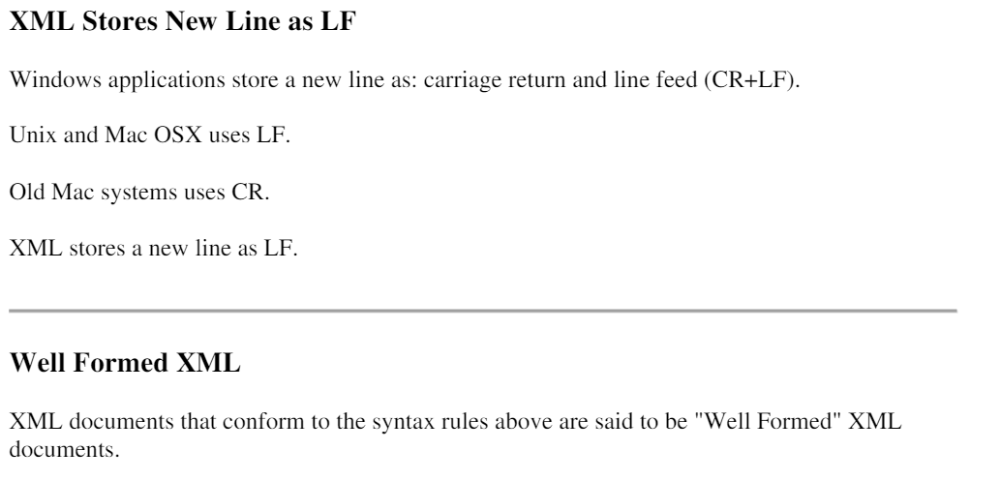 XML Stores New Line as LF
Windows applications store a new line as: carriage return and line feed (CR+LF).
Unix and Mac OSX uses LF.
Old Mac systems uses CR.
XML stores a new line as LF.
Well Formed XML
XML documents that conform to the syntax rules above are said to be "Well Formed" XML
documents.